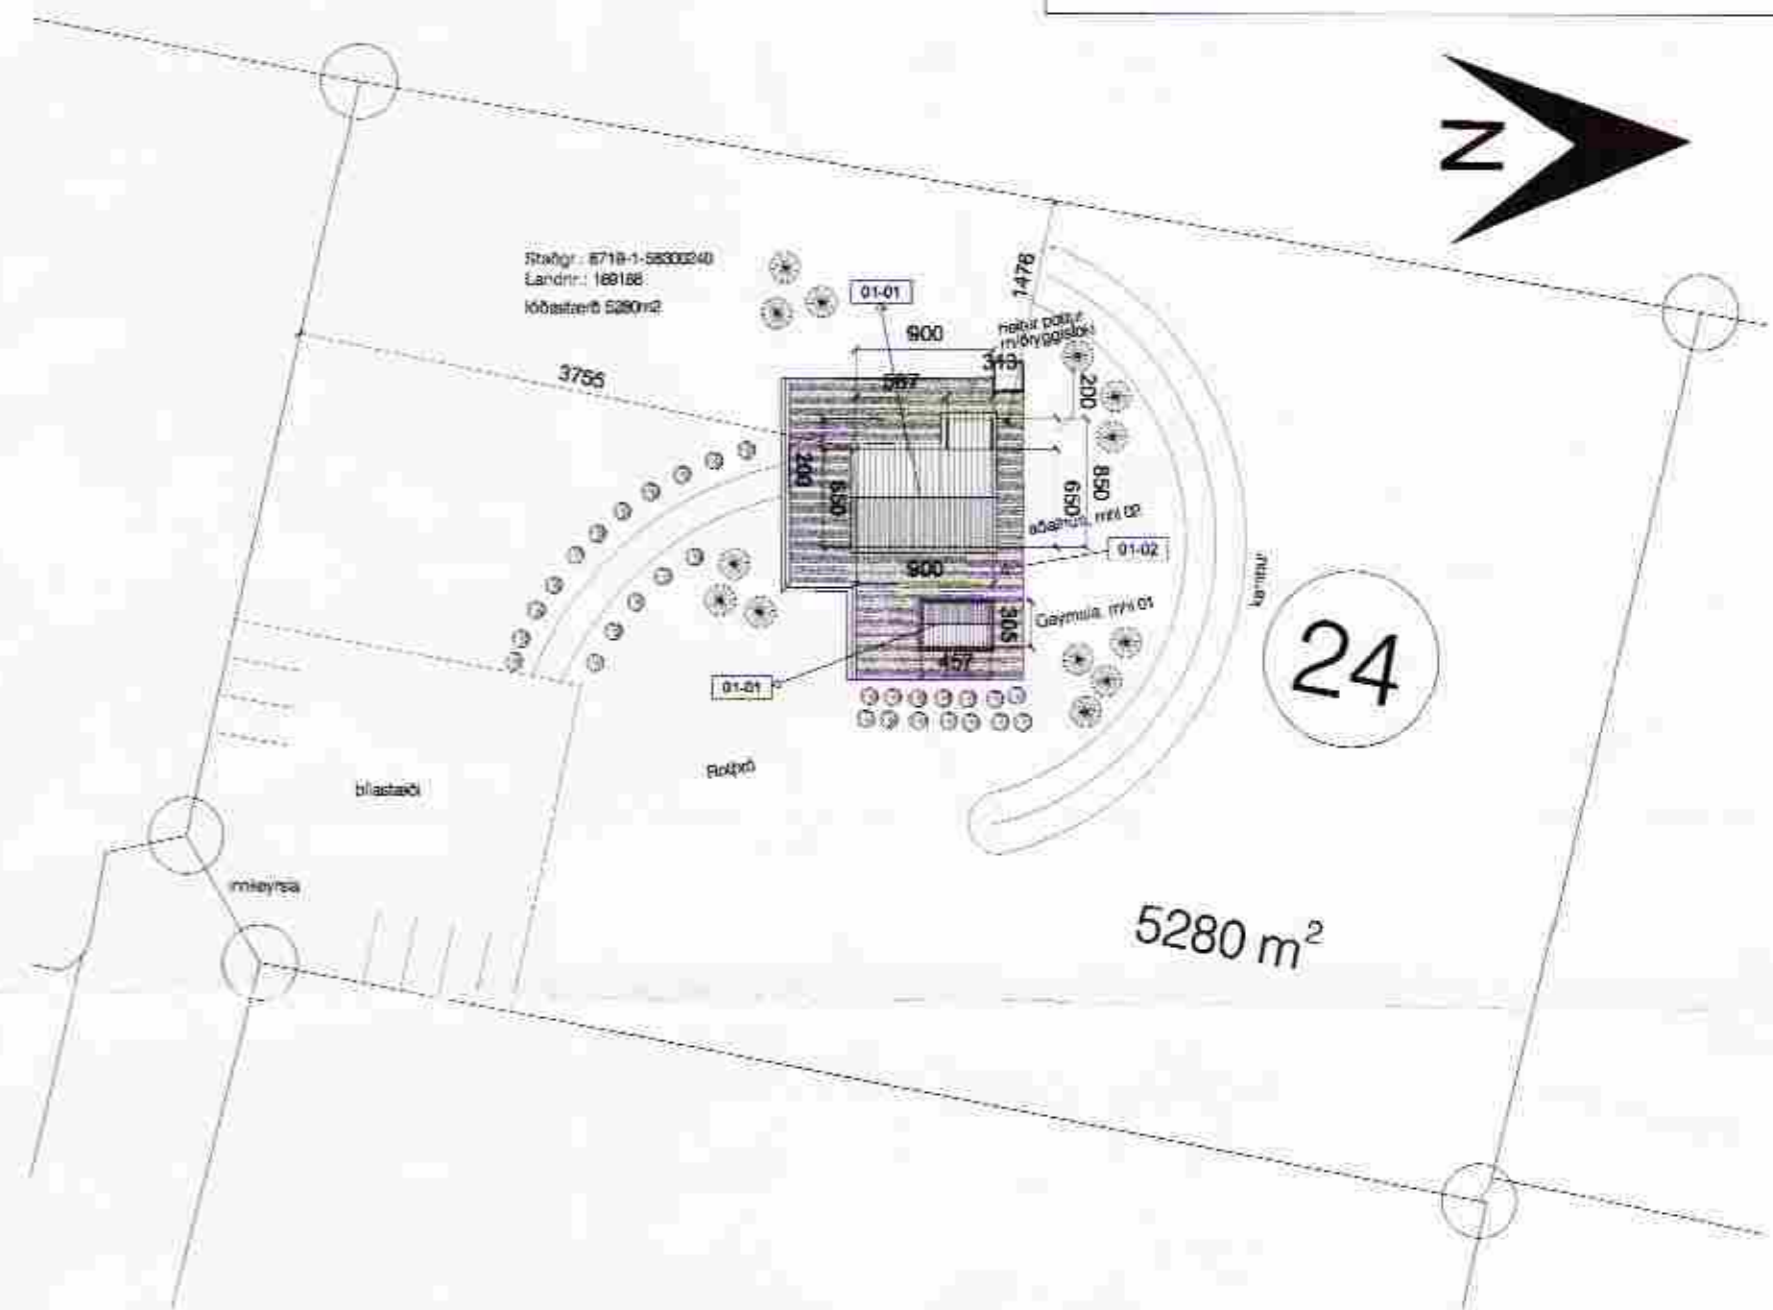 N
Staðgr.: 8719-1-58300240
Landnr.: 169166
lóðastærð 5280m2
01-01
1476
900
heitur pottur
m/öryggisloki
313
3755
587
200
200
650
850
650
aðalhús, mhl 02
01-02
900
Geymsla, mhl 01
305
457
01-01
24
Rotþró
bílastæði
innkeyrsla
5280 m²